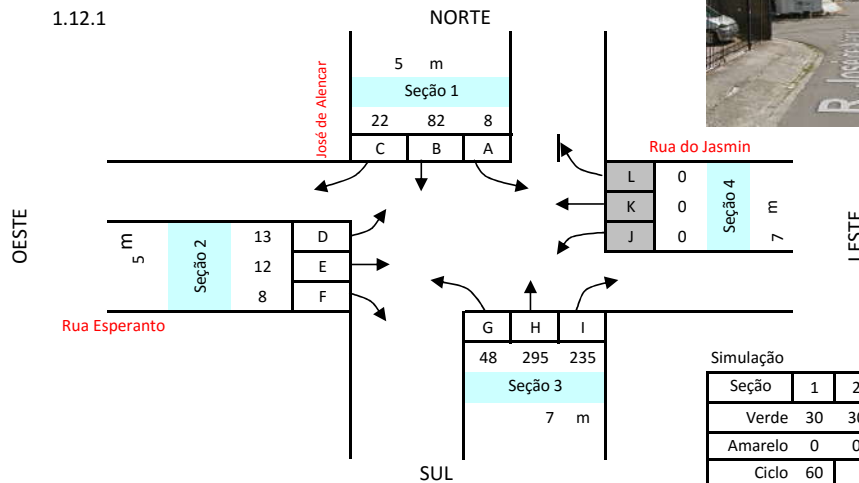 1.12.1
NORTE
5 m
Seção 1
José de Alencar
22 82 8
C B A
Rua do Jasmin
L 0
K 0
J 0
Seção 4
7 m
OESTE
LESTE
5 m
Seção 2
13 D
12 E
8 F
Rua Esperanto
G H I
48 295 235
Seção 3
7 m
SUL
Simulação
Seção 1 2
Verde 30 30
Amarelo 0 0
Ciclo 60